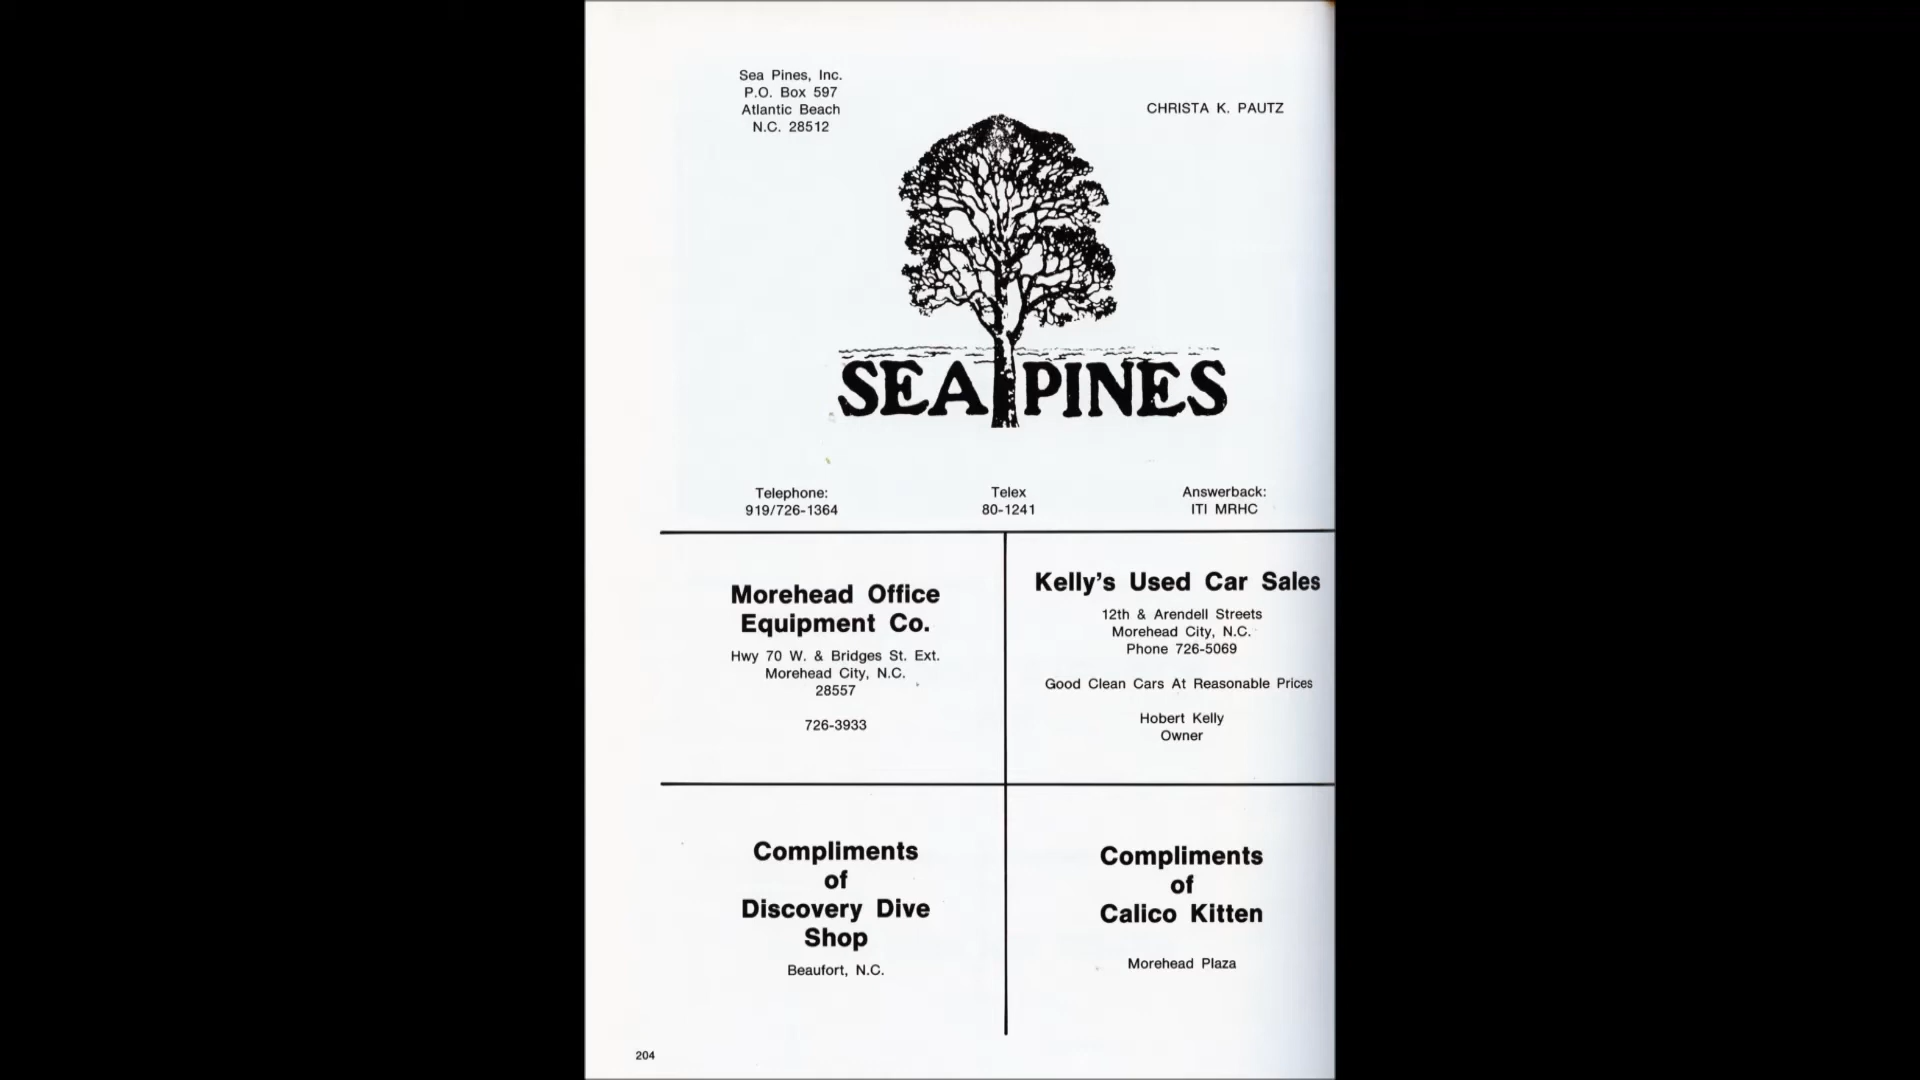 Sea Pines, Inc.
P.O. Box 597
Atlantic Beach
N.C. 28512
CHRISTA K. PAUTZ
SEA PINES
Telephone:
919/726-1364
Telex
80-1241
Answerback:
ITI MRHC
Morehead Office
Equipment Co.
Hwy 70 W. & Bridges St. Ext.
Morehead City, N.C.
28557
726-3933
Kelly's Used Car Sales
12th & Arendell Streets
Morehead City, N.C.
Phone 726-5069
Good Clean Cars At Reasonable Prices
Hobert Kelly
Owner
Compliments
of
Discovery Dive
Shop
Beaufort, N.C.
Compliments
of
Calico Kitten
Morehead Plaza
204